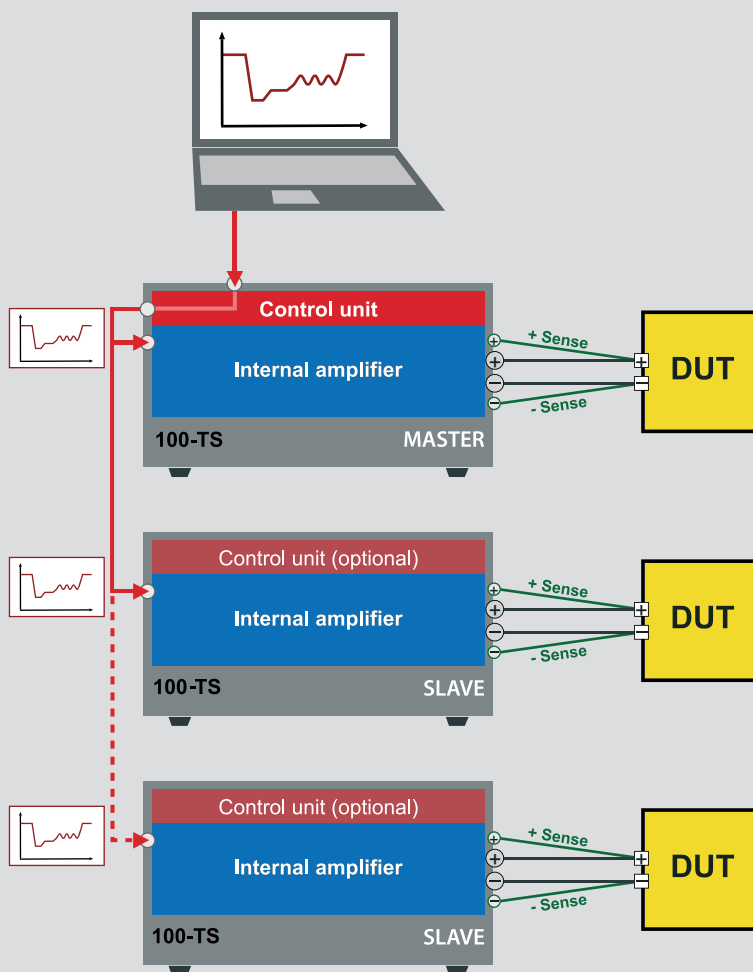 Control unit
Internal amplifier
100-TS
MASTER
+ Sense
- Sense
+
+
−
−
+
−
DUT
Control unit (optional)
Internal amplifier
100-TS
SLAVE
+ Sense
- Sense
+
+
−
−
+
−
DUT
Control unit (optional)
Internal amplifier
100-TS
SLAVE
+ Sense
- Sense
+
+
−
−
+
−
DUT